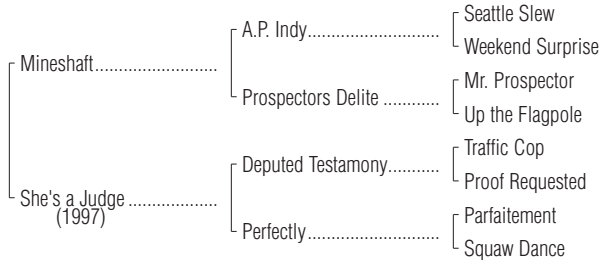 Seattle Slew
A.P. Indy..............................
Weekend Surprise
Mineshaft............................
Mr. Prospector
Prospectors Delite .............
Up the Flagpole
Traffic Cop
Deputed Testamony............
Proof Requested
She's a Judge ....................
(1997)
Parfaitement
Perfectly..............................
Squaw Dance